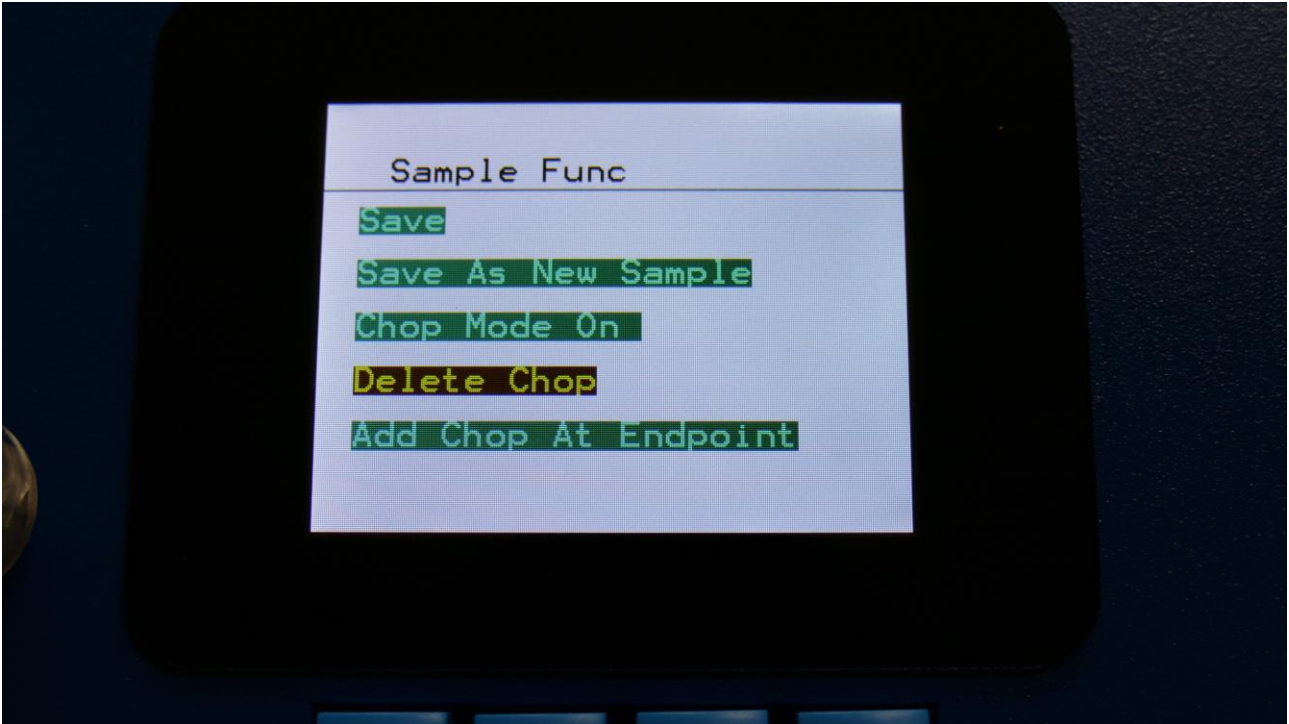 Sample Func
Save
Save As New Sample
Chop Mode On
Delete Chop
Add Chop At Endpoint